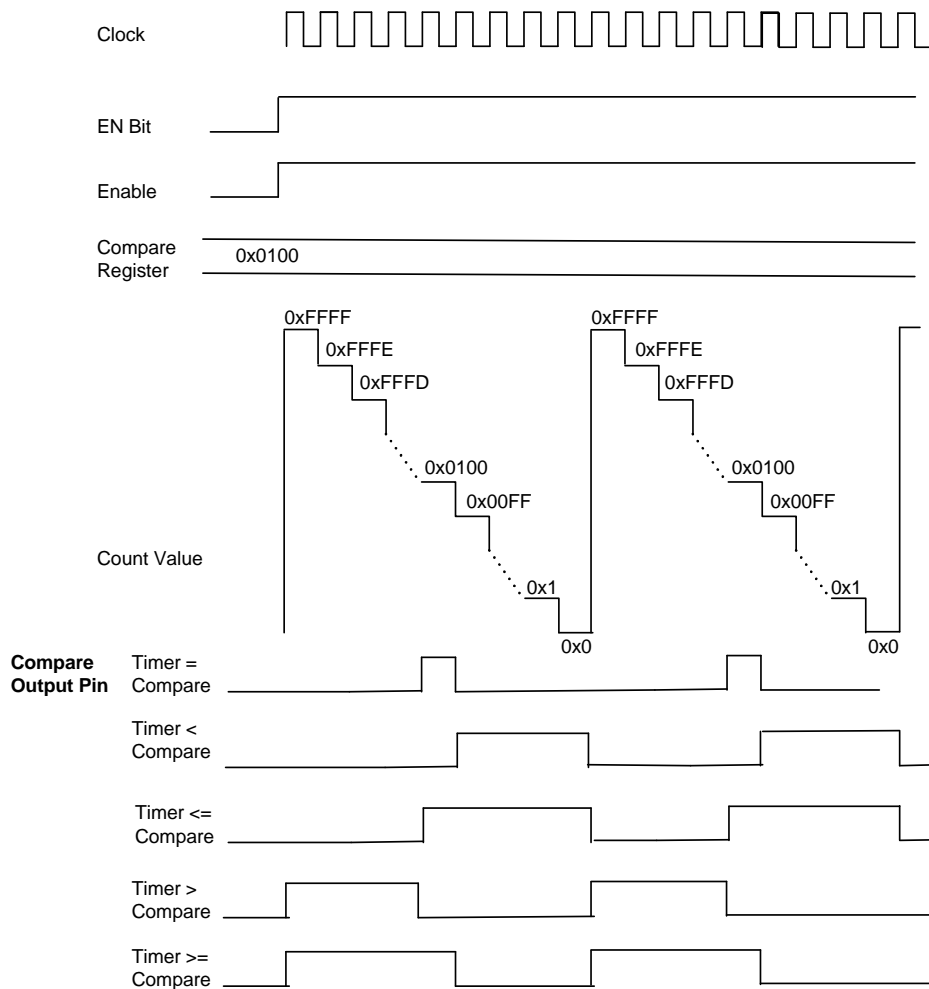 Clock
EN Bit
Enable
Compare
Register
0x0100
0xFFFF
0xFFFF
0xFFFE
0xFFFE
0xFFFD
0xFFFD
0x0100
0x0100
0x00FF
0x00FF
Count Value
0x1
0x1
0x0
0x0
Compare
Output Pin
Timer =
Compare
Timer <
Compare
Timer <=
Compare
Timer >
Compare
Timer >=
Compare